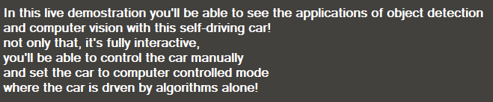 In this live demostration you'll be able to see the applications of object detection
and computer vision with this self-driving car!
not only that, it's fully interactive,
you'll be able to control the car manually
and set the car to computer controlled mode
where the car is drven by algorithms alone!